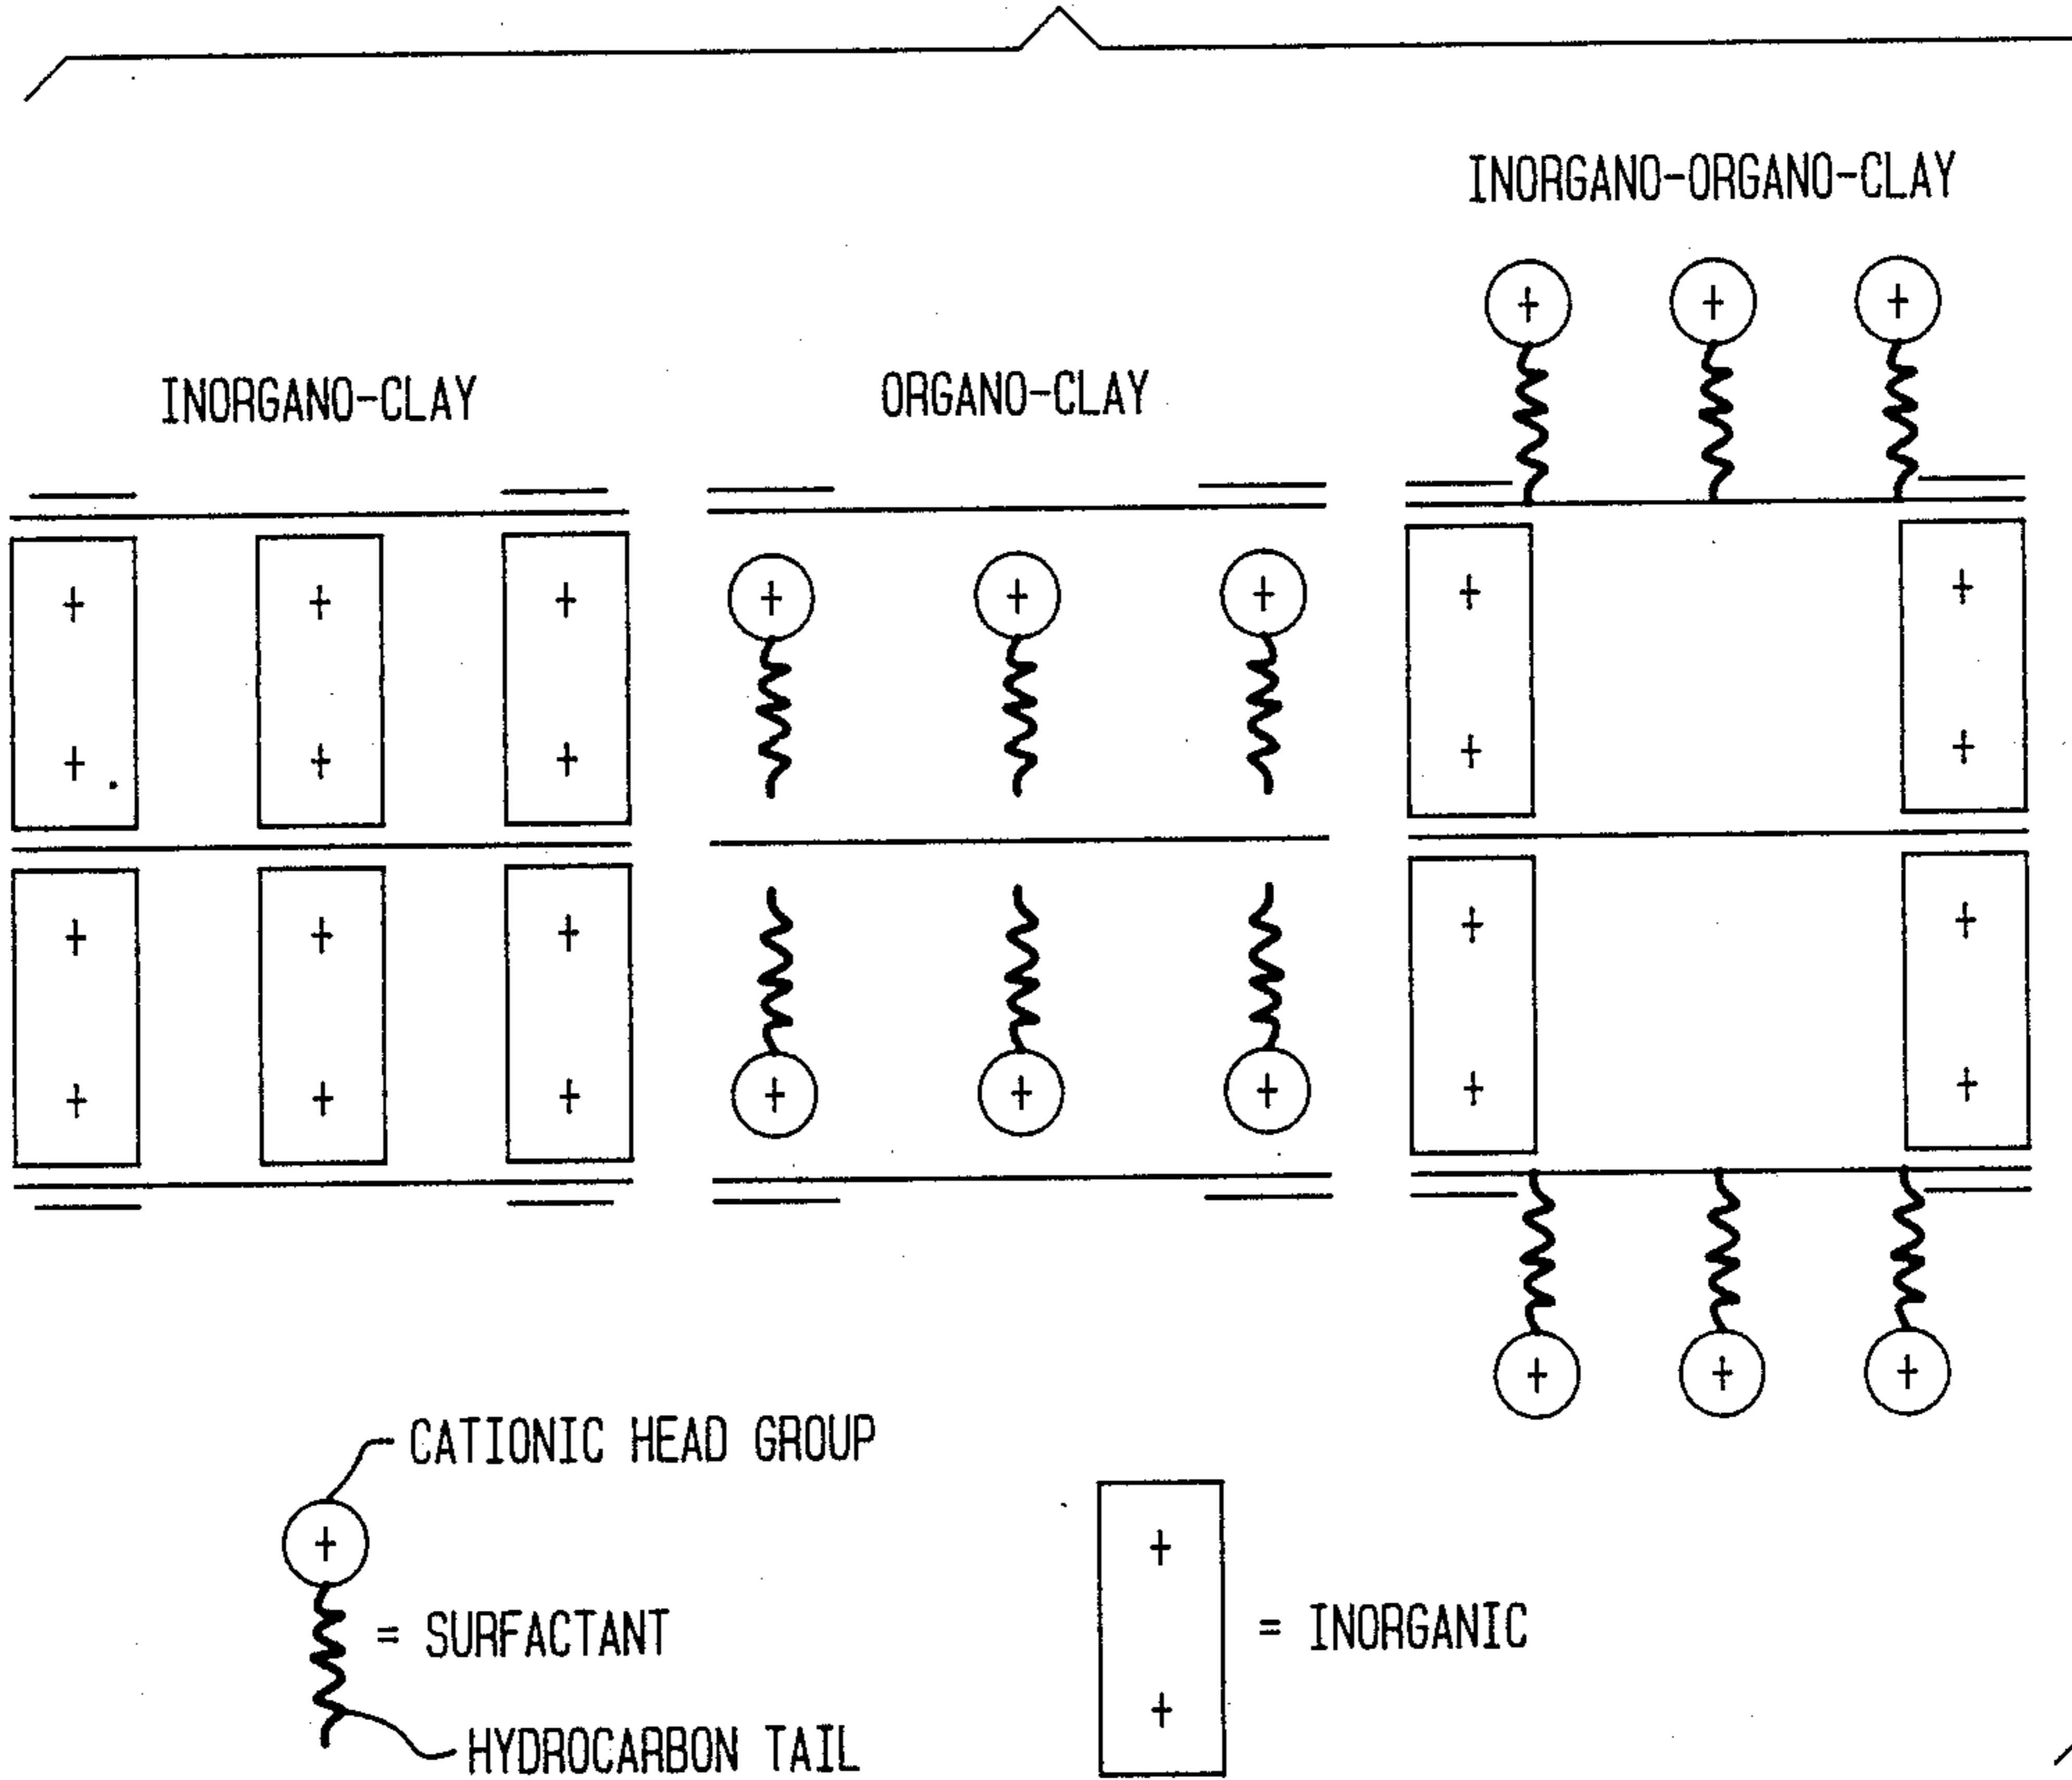 INORGANO-ORGANO-CLAY
INORGANO-CLAY
ORGANO-CLAY
CATIONIC HEAD GROUP
= SURFACTANT
= INORGANIC
HYDROCARBON TAIL